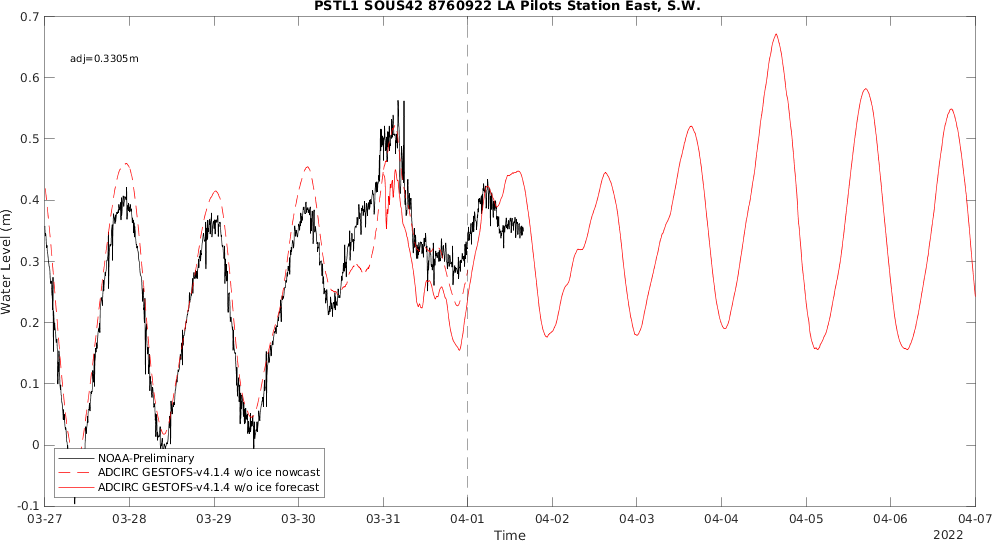 PSTL1 SOUS42 8760922 LA Pilots Station East, S.W.
adj=0.3305m
0.7
0.6
0.5
0.4
0.3
0.2
0.1
0
-0.1
Water Level (m)
NOAA-Preliminary
ADCIRC GESTOFS-v4.1.4 w/o ice nowcast
ADCIRC GESTOFS-v4.1.4 w/o ice forecast
03-27 03-28 03-29 03-30 03-31 04-01 04-02 04-03 04-04 04-05 04-06 04-07
Time
2022